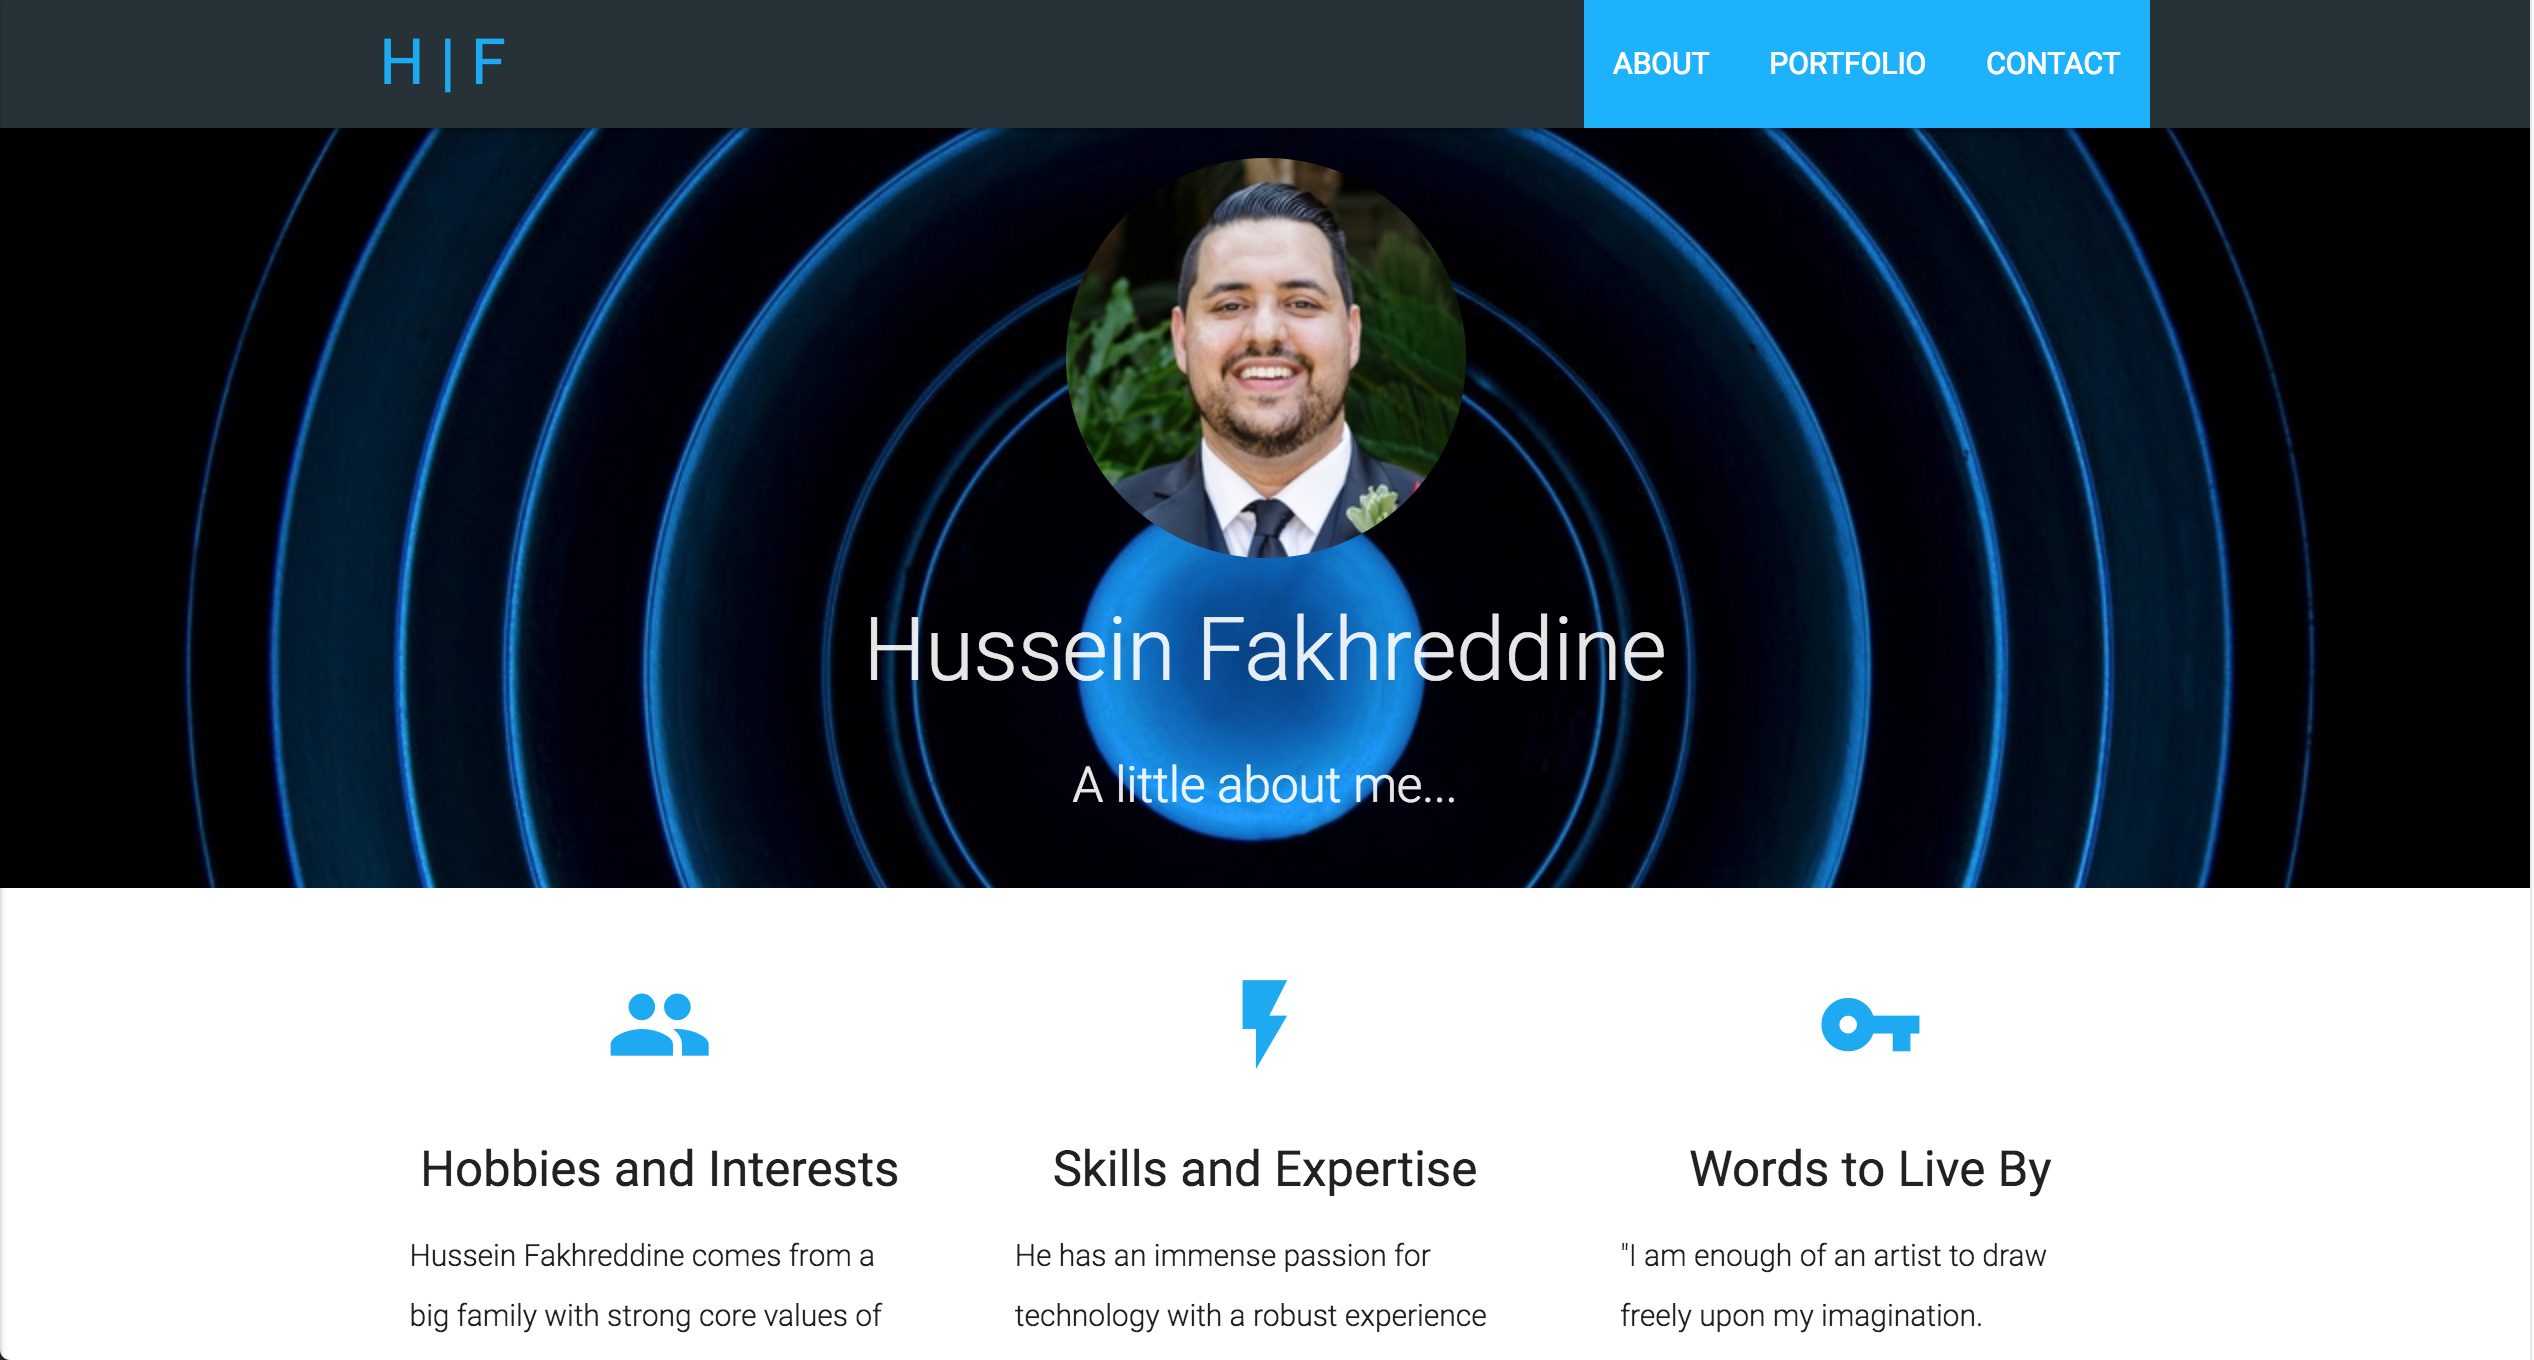 H | F
ABOUT PORTFOLIO CONTACT
Hussein Fakhreddine
A little about me...
Hobbies and Interests
Hussein Fakhreddine comes from a
big family with strong core values of
Skills and Expertise
He has an immense passion for
technology with a robust experience
Words to Live By
"I am enough of an artist to draw
freely upon my imagination.